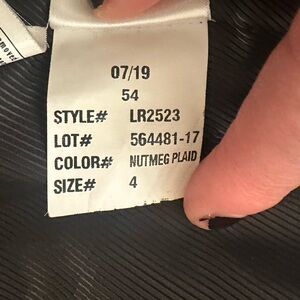 07/19
54
STYLE# LR2523
LOT# 564481-17
COLOR# NUTMEG PLAID
SIZE# 4